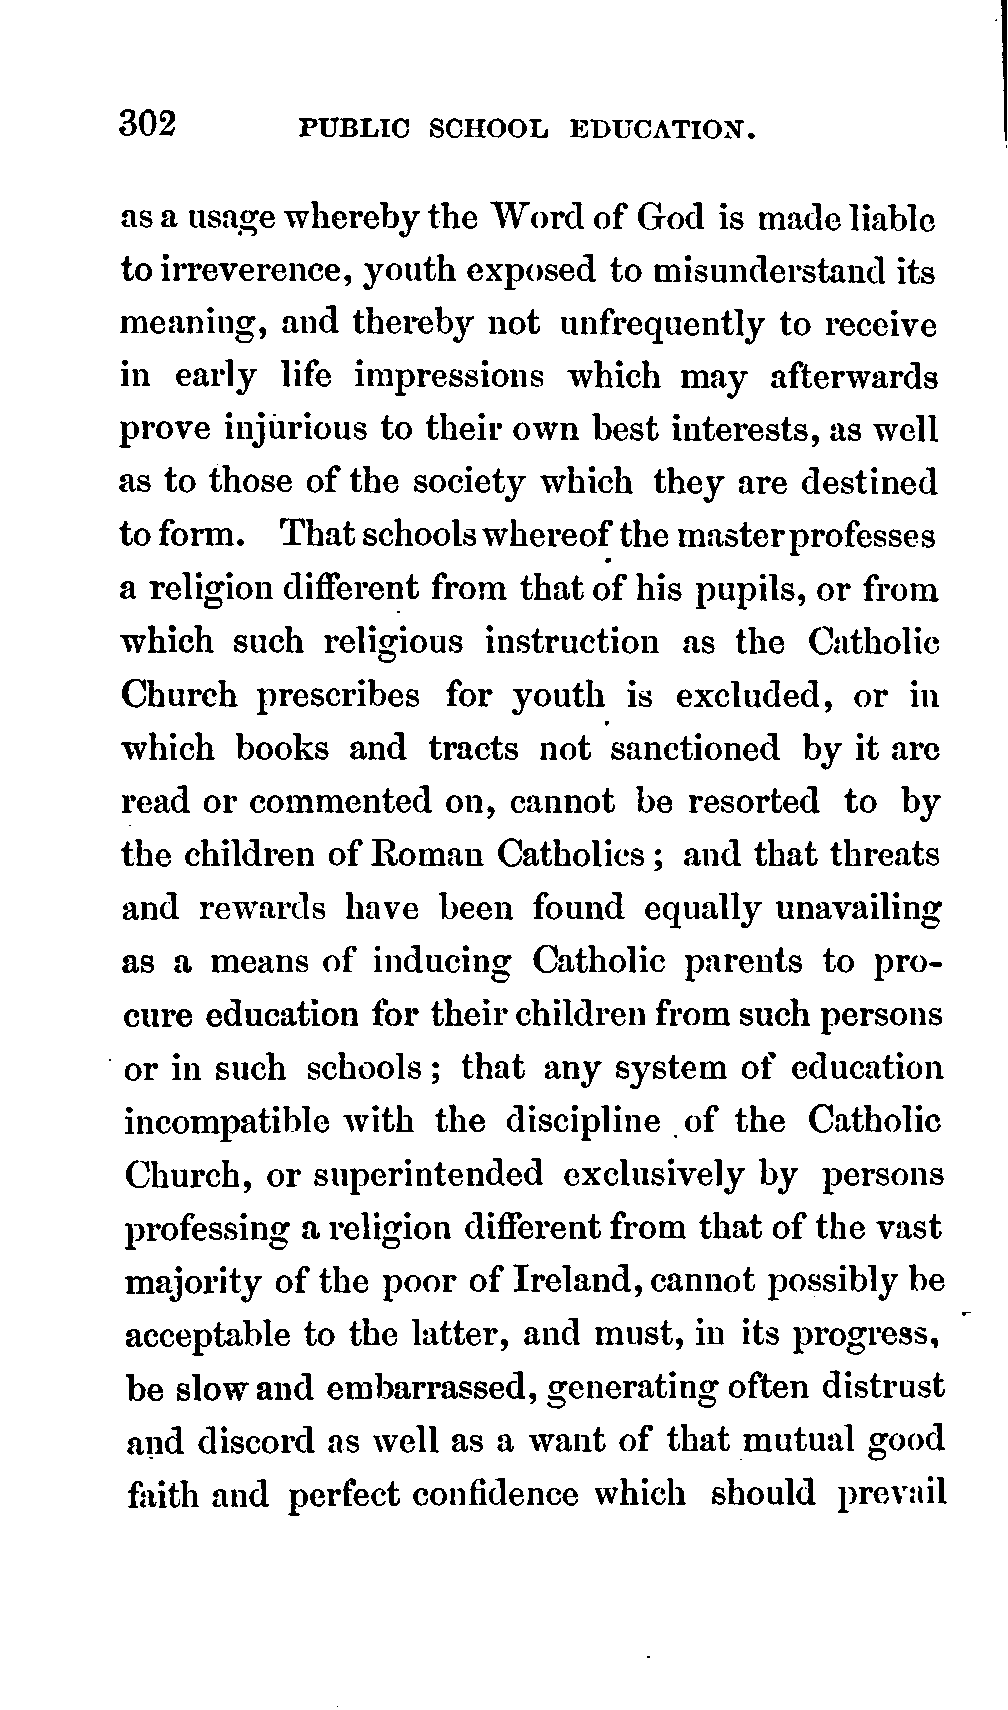 302 PUBLIC SCHOOL EDUCATION.
as a usage whereby the Word of God is made liable
to irreverence, youth exposed to misunderstand its
meaning, and thereby not unfrequently to receive
in early life impressions which may afterwards
prove injurious to their own best interests, as well
as to those of the society which they are destined
to form. That schools whereof the master professes
a religion different from that of his pupils, or from
which such religious instruction as the Catholic
Church prescribes for youth is excluded, or in
which books and tracts not sanctioned by it are
read or commented on, cannot be resorted to by
the children of Roman Catholics; and that threats
and rewards have been found equally unavailing
as a means of inducing Catholic parents to pro-
cure education for their children from such persons
or in such schools; that any system of education
incompatible with the discipline of the Catholic
Church, or superintended exclusively by persons
professing a religion different from that of the vast
majority of the poor of Ireland, cannot possibly be
acceptable to the latter, and must, in its progress,
be slow and embarrassed, generating often distrust
and discord as well as a want of that mutual good
faith and perfect confidence which should prevail